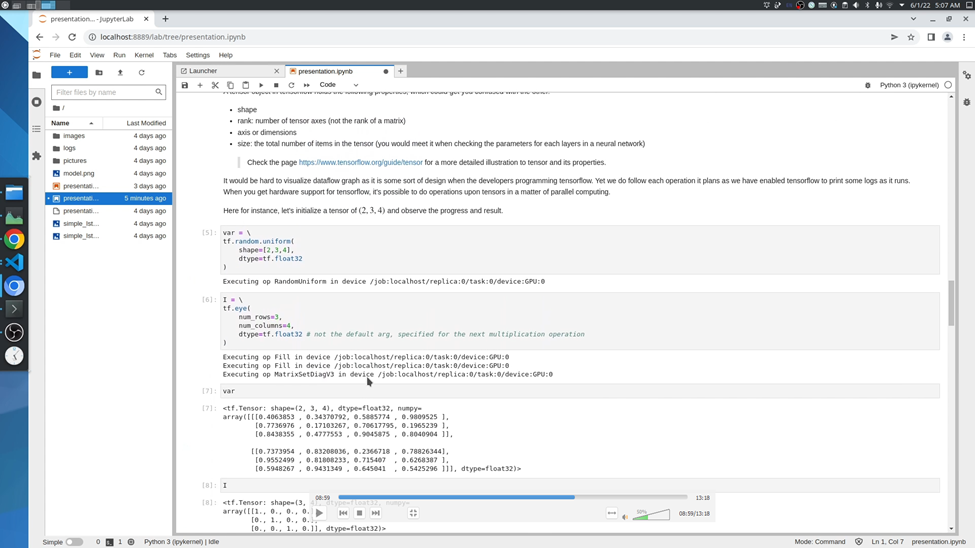 6/1/22 5:07 AM
presentation... - JupyterLab
localhost:8889/lab/tree/presentation.ipynb
File Edit View Run Kernel Tabs Settings Help
Launcher
presentation.ipynb
Code
Python 3 (ipykernel)
Filter files by name
/
Name Last Modified
images 4 days ago
logs 4 days ago
pictures 4 days ago
model.png 4 days ago
presentati... 3 days ago
presentati... 5 minutes ago
presentati... 4 days ago
simple_lst... 4 days ago
simple_lst... 4 days ago
• shape
• rank: number of tensor axes (not the rank of a matrix)
• axis or dimensions
• size: the total number of items in the tensor (you would meet it when checking the parameters for each layers in a neural network)
Check the page https://www.tensorflow.org/guide/tensor for a more detailed illustration to tensor and its properties.
It would be hard to visualize dataflow graph as it is some sort of design when the developers programming tensorflow. Yet we do follow each operation it plans as we have enabled tensorflow to print some logs as it runs.
When you get hardware support for tensorflow, it's possible to do operations upon tensors in a matter of parallel computing.
Here for instance, let's initialize a tensor of (2, 3, 4) and observe the progress and result.
[5]: var = \
tf.random.uniform(
shape=[2,3,4],
dtype=tf.float32
)
Executing op RandomUniform in device /job:localhost/replica:0/task:0/device:GPU:0
[6]: I = \
tf.eye(
num_rows=3,
num_columns=4,
dtype=tf.float32 # not the default arg, specified for the next multiplication operation
)
Executing op Fill in device /job:localhost/replica:0/task:0/device:GPU:0
Executing op Fill in device /job:localhost/replica:0/task:0/device:GPU:0
Executing op MatrixSetDiagV3 in device /job:localhost/replica:0/task:0/device:GPU:0
[7]: var
[7]: <tf.Tensor: shape=(2, 3, 4), dtype=float32, numpy=
array([[[0.4063853 , 0.34370792, 0.5885774 , 0.9809525 ],
[0.7736976 , 0.17103267, 0.70617795, 0.1965239 ],
[0.8438355 , 0.4777553 , 0.9045875 , 0.8040904 ]],
[[0.7373954 , 0.83208036, 0.2366718 , 0.78826344],
[0.9552499 , 0.81808233, 0.715407 , 0.6268387 ],
[0.5948267 , 0.9431349 , 0.645041 , 0.5425296 ]]], dtype=float32)>
[8]: I
08:59 13:18
[8]: <tf.Tensor: shape=(3, 4), dtype=float32, numpy=
array([[1., 0., 0., 0.],
[0., 1., 0., 0.],
[0., 0., 1., 0.]], dtype=float32)>
50%
08:59/13:18
Simple 0 1 Python 3 (ipykernel) | Idle Mode: Command Ln 1, Col 7 presentation.ipynb